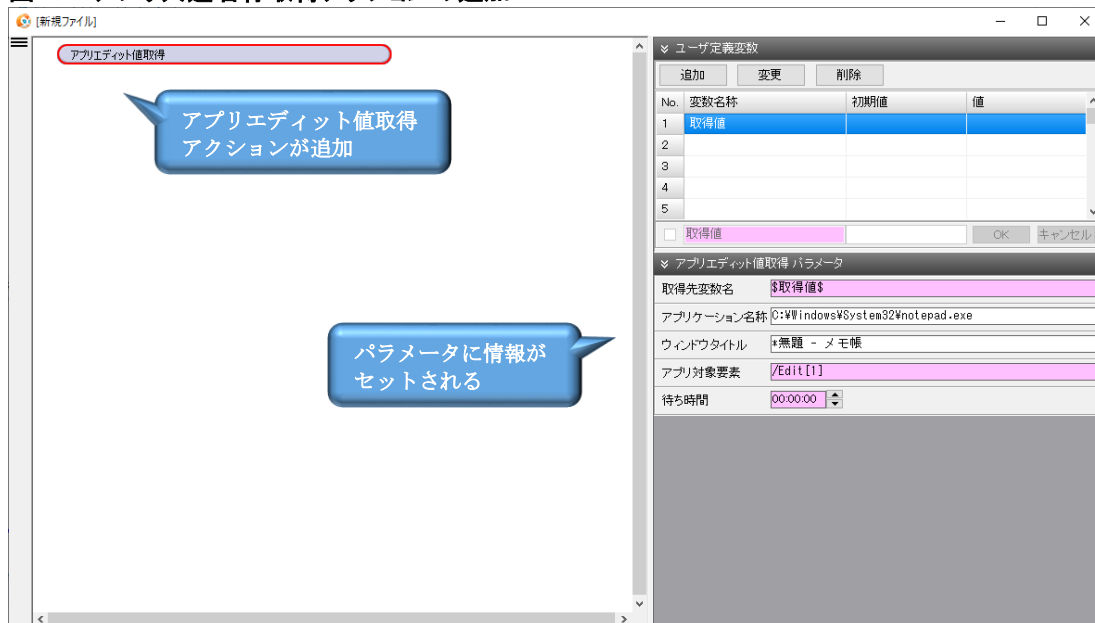 [新規ファイル]
アプリエディット値取得
アプリエディット値取得
アクションが追加
パラメータに情報が
セットされる
ユーザ定義変数
追加 変更 削除
No. 変数名称 初期値 値
1 取得値
2
3
4
5
取得値 OK キャンセル
アプリエディット値取得 パラメータ
取得先変数名 $取得値$
アプリケーション名称 C:¥Windows¥System32¥notepad.exe
ウィンドウタイトル *無題 - メモ帳
アプリ対象要素 /Edit[1]
待ち時間 00:00:00